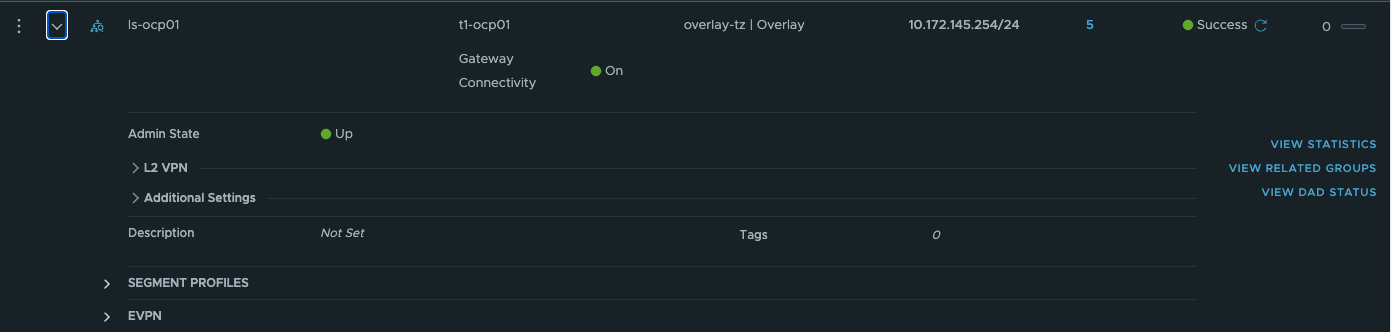 ls-ocp01 t1-ocp01 overlay-tz | Overlay 10.172.145.254/24 5 Success 0
Gateway
Connectivity On
Admin State Up
VIEW STATISTICS
L2 VPN
VIEW RELATED GROUPS
Additional Settings
VIEW DAD STATUS
Description Not Set Tags 0
SEGMENT PROFILES
EVPN